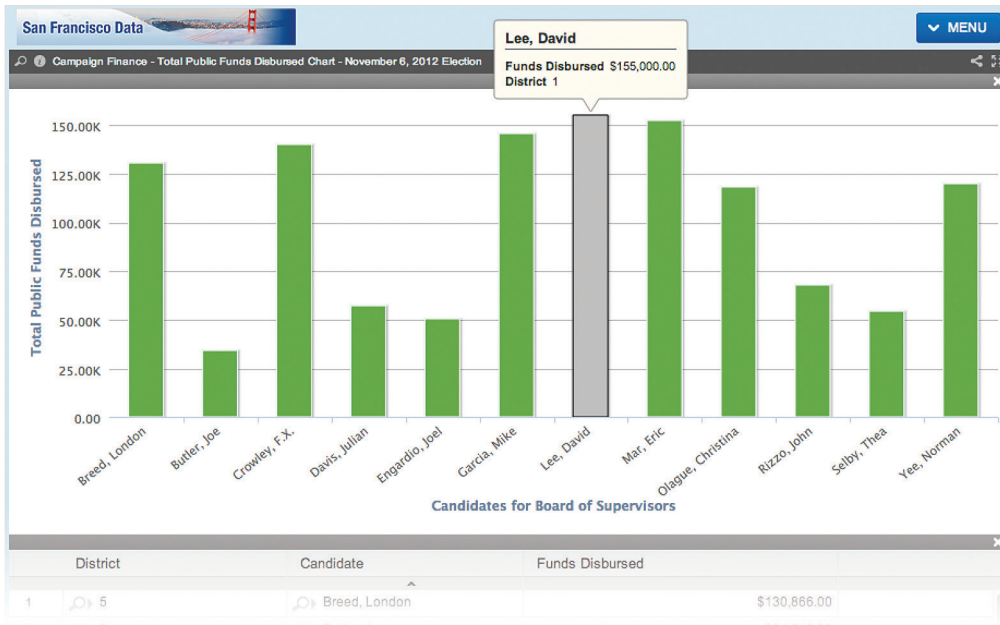 San Francisco Data
MENU
Campaign Finance - Total Public Funds Disbursed Chart - November 6, 2012 Election
Lee, David
Funds Disbursed $155,000.00
District 1
Total Public Funds Disbursed
150.00K
125.00K
100.00K
75.00K
50.00K
25.00K
0.00
Breed, London
Butler, Joe
Crowley, F.X.
Davis, Julian
Engardio, Joel
Garcia, Mike
Lee, David
Mar, Eric
Olague, Christina
Rizzo, John
Selby, Thea
Yee, Norman
Candidates for Board of Supervisors
District Candidate Funds Disbursed
1 5 Breed, London $130,866.00